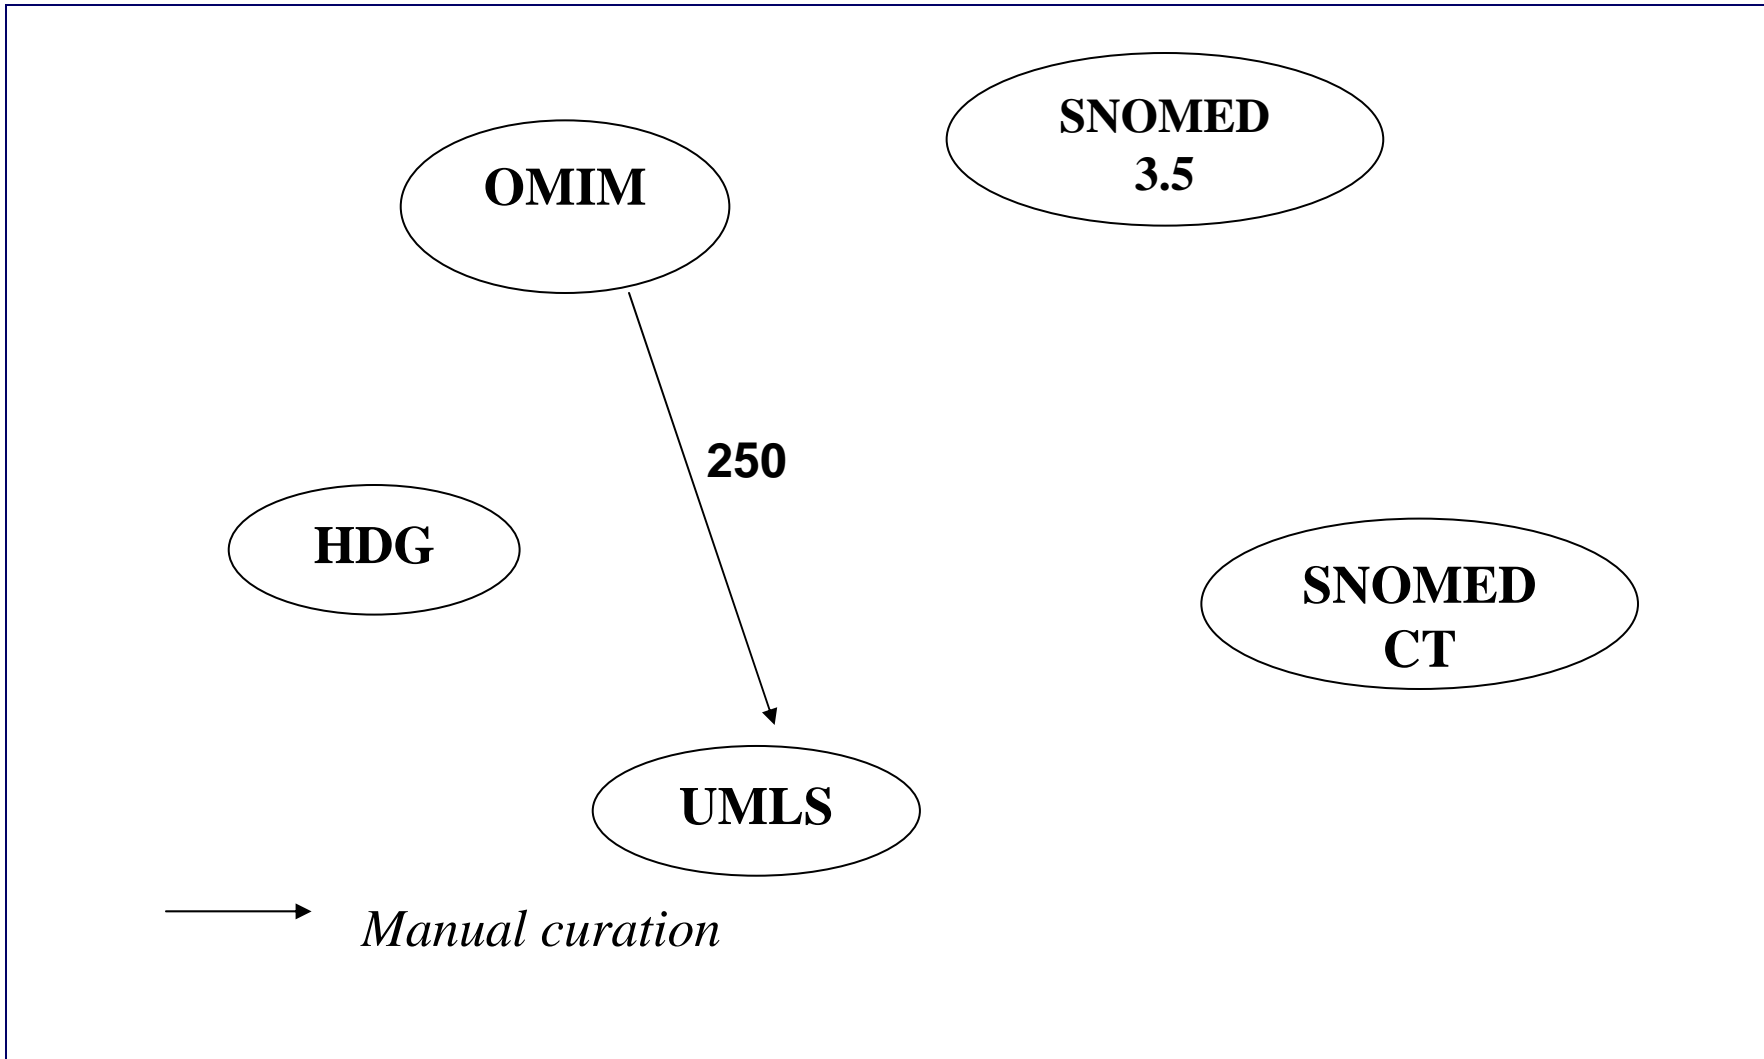 SNOMED
3.5
OMIM
250
HDG
SNOMED
CT
UMLS
Manual curation